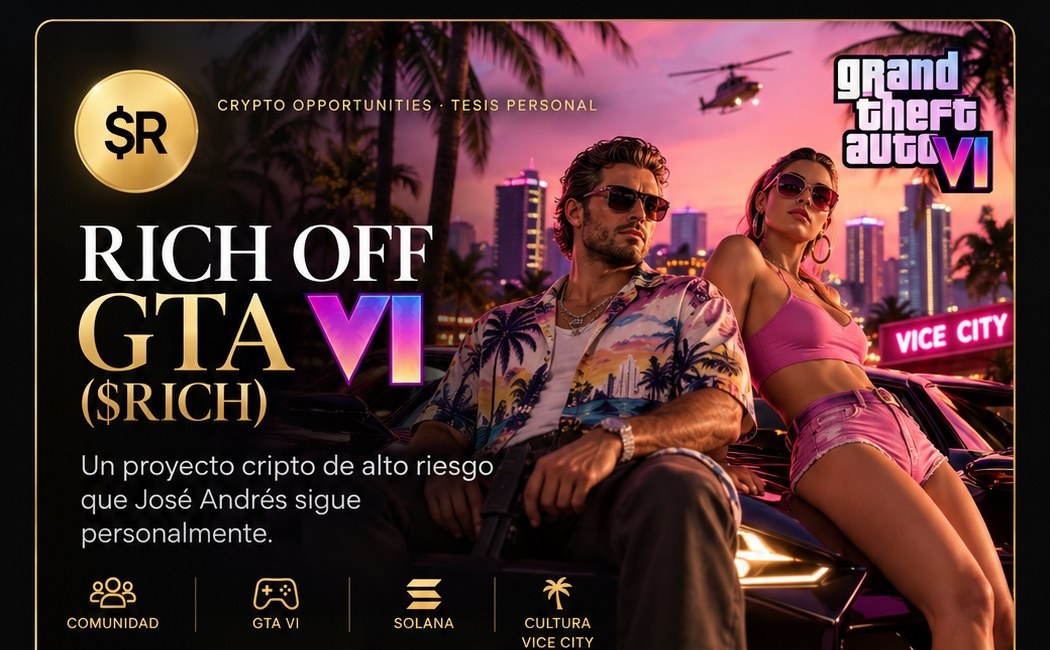 $R
CRYPTO OPPORTUNITIES · TESIS PERSONAL
grand
theft
auto VI
RICH OFF
GTA VI
($RICH)
VICE CITY
Un proyecto cripto de alto riesgo
que José Andrés sigue
personalmente.
COMUNIDAD
GTA VI
SOLANA
CULTURA
VICE CITY